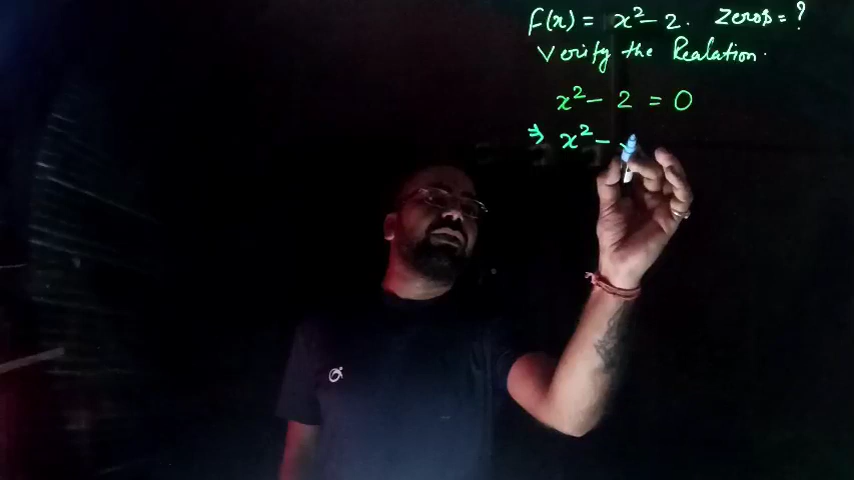 f(x) = x² - 2. Zeros = ?
Verify the Realation.
x² - 2 = 0
⇒ x² -